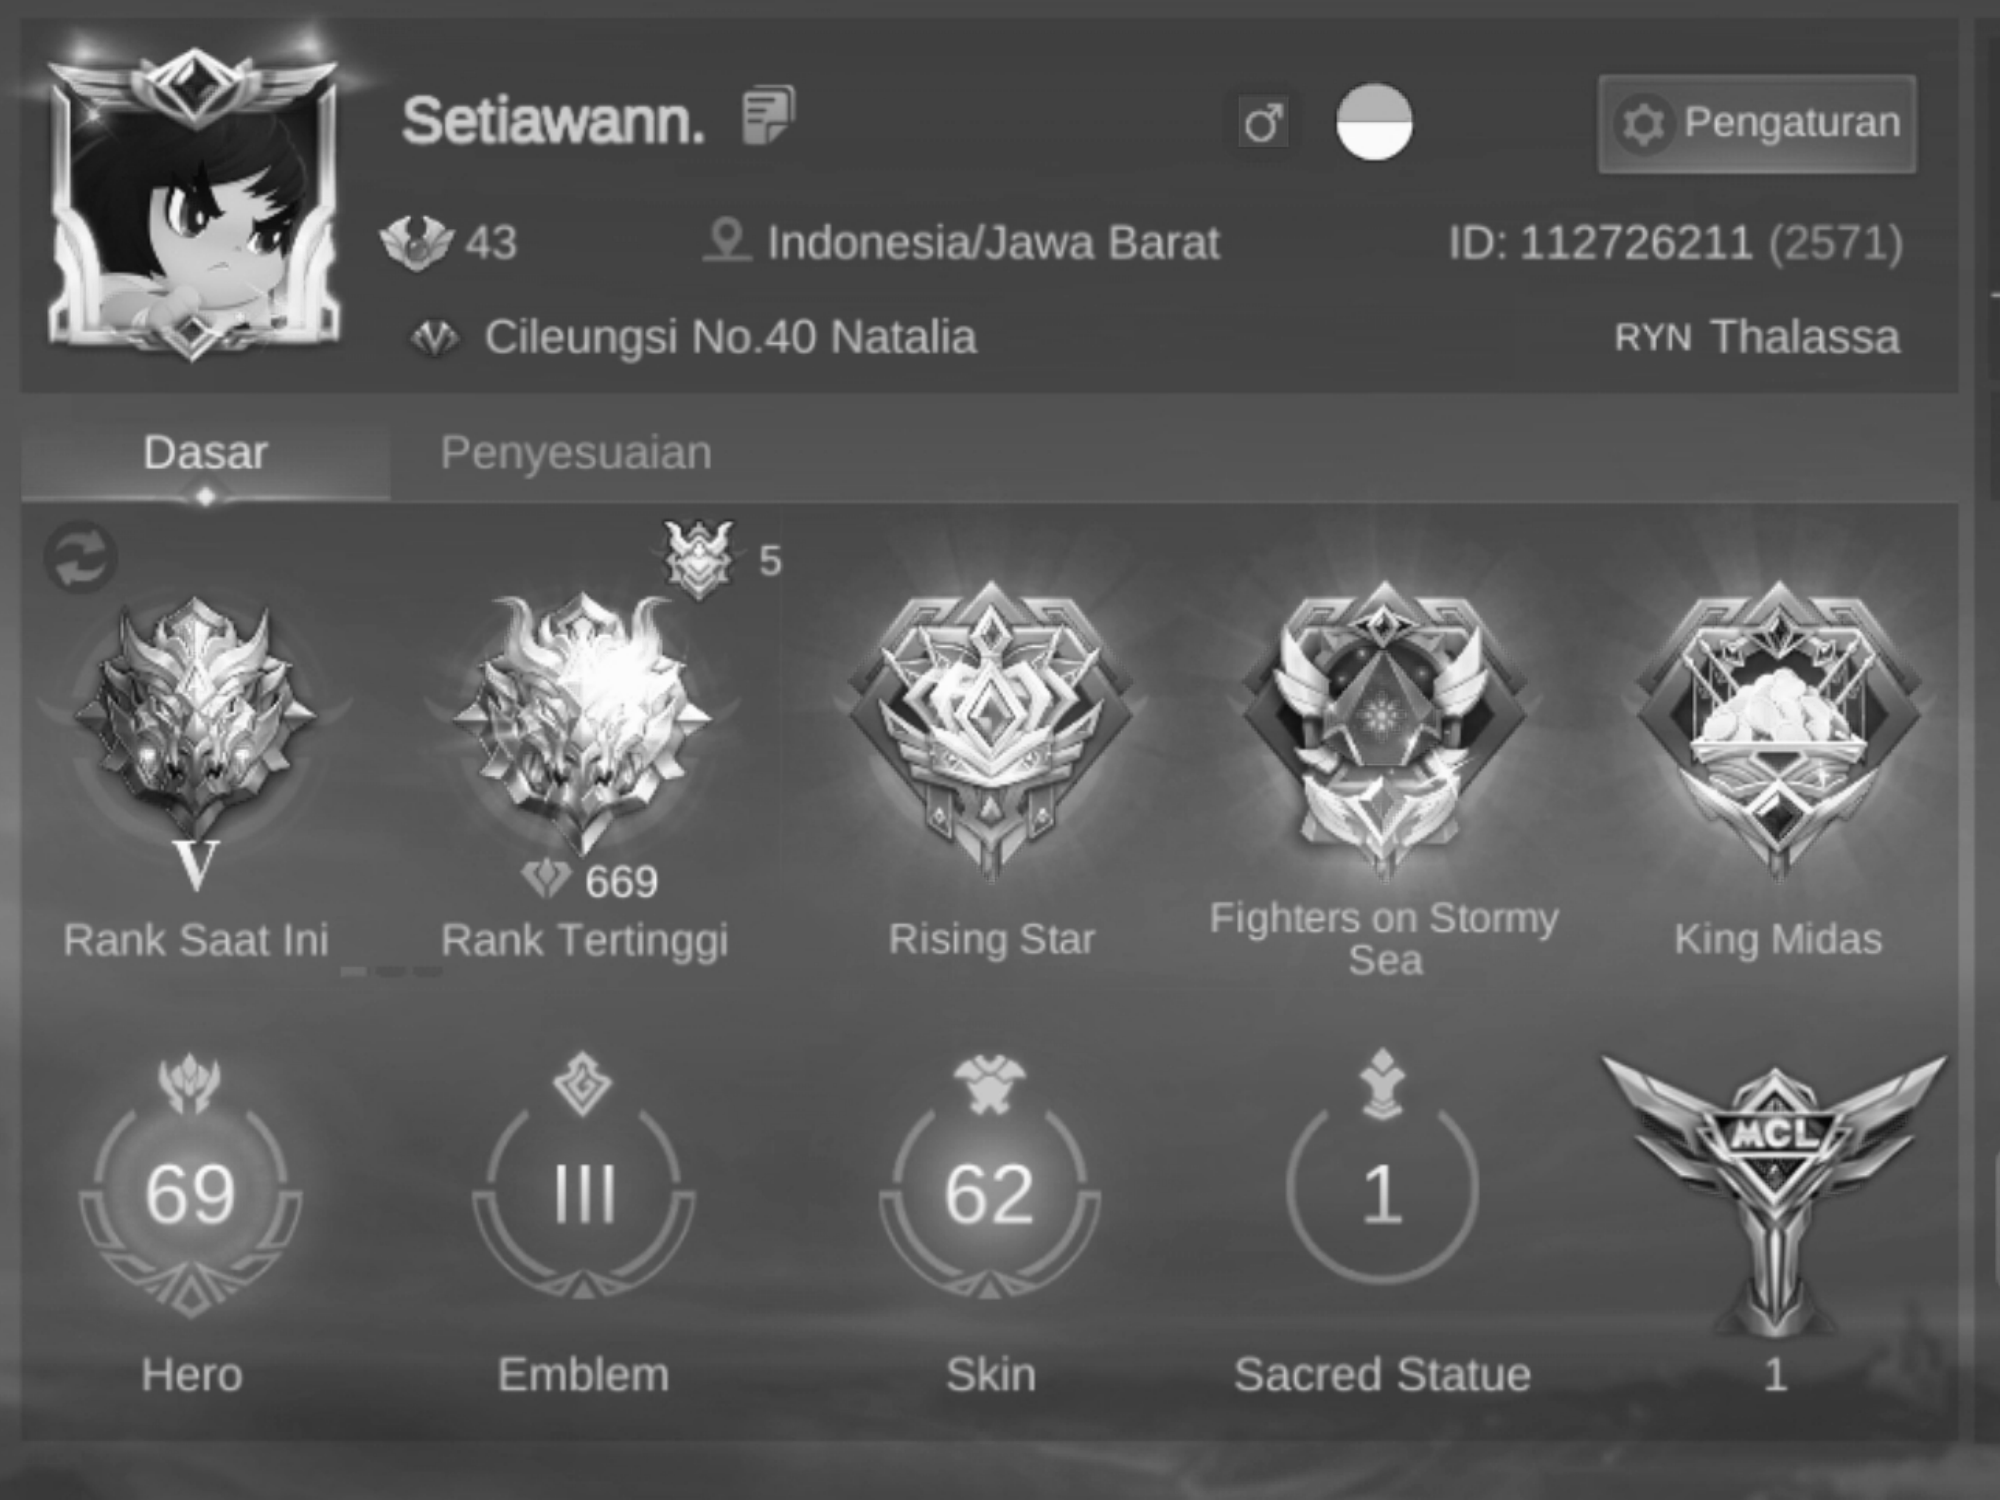 Setiawann.
Pengaturan
43
Indonesia/Jawa Barat
ID: 112726211 (2571)
Cileungsi No.40 Natalia
RYN Thalassa
Dasar
Penyesuaian
5
V
669
Rank Saat Ini
Rank Tertinggi
Rising Star
Fighters on Stormy
Sea
King Midas
69
III
62
1
MCL
Hero
Emblem
Skin
Sacred Statue
1